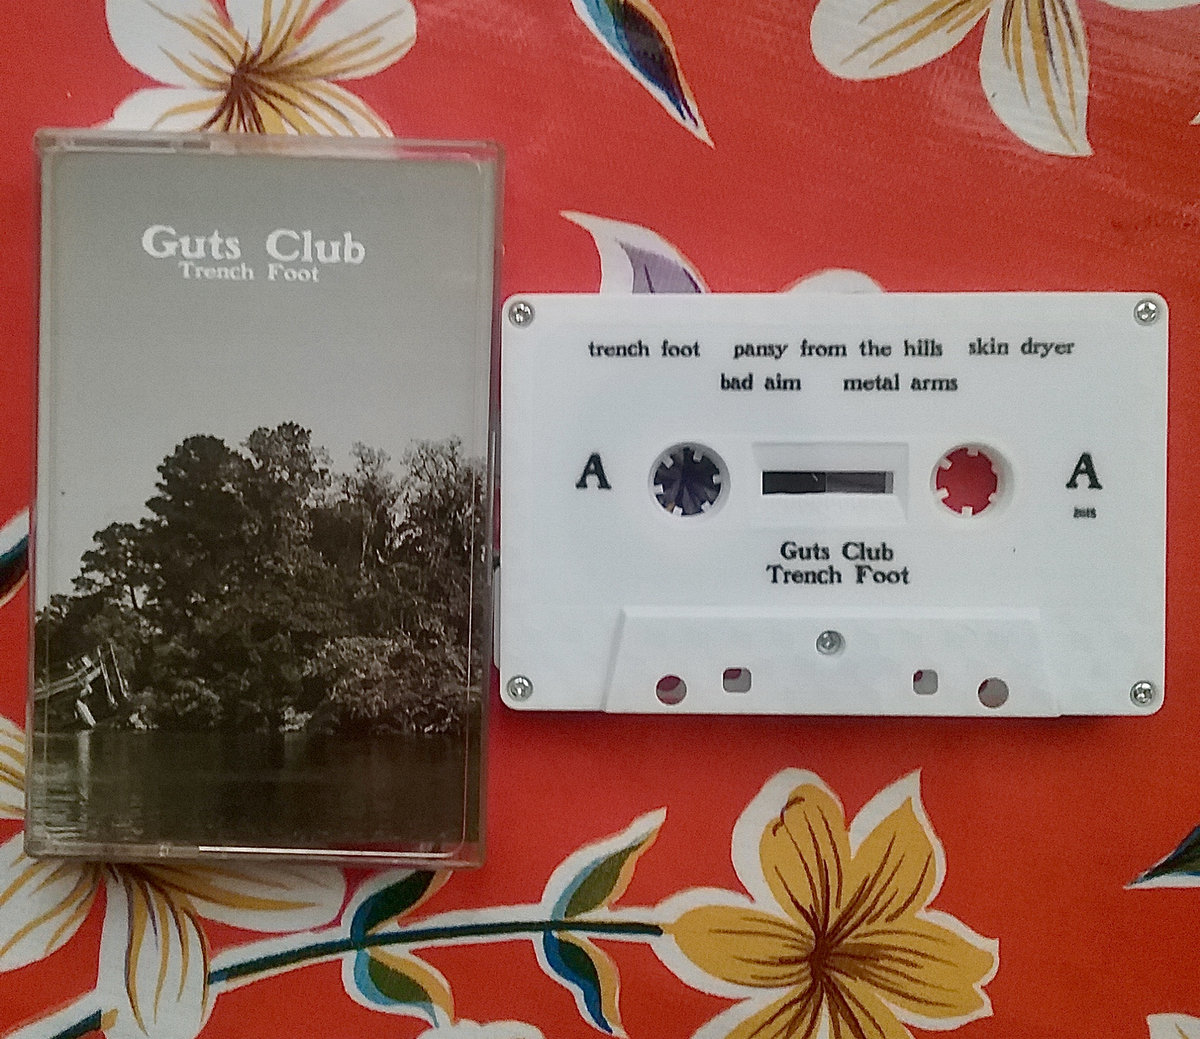 Guts Club
Trench Foot
trench foot pansy from the hills skin dryer
bad aim metal arms
A A
Guts Club
Trench Foot